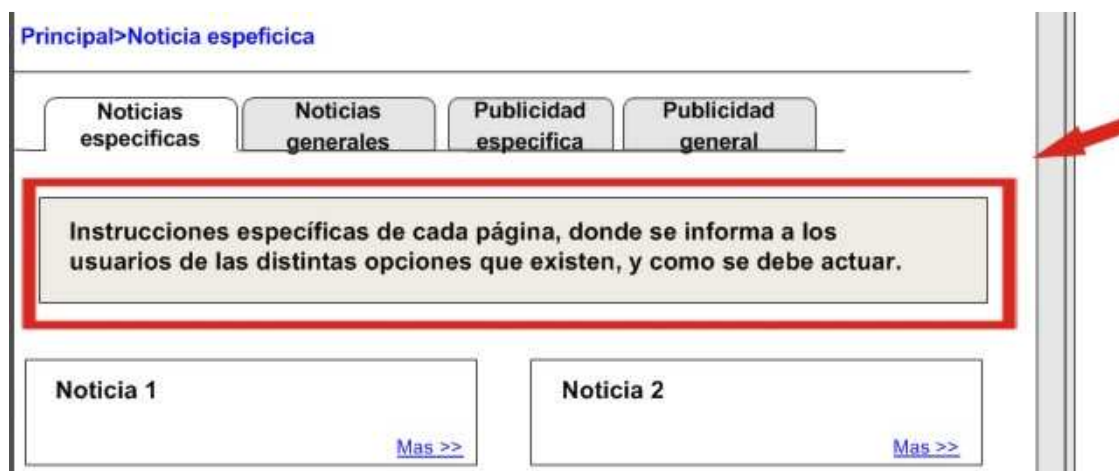 Principal>Noticia espeficica
Noticias Noticias Publicidad Publicidad
especificas generales especifica general
Instrucciones específicas de cada página, donde se informa a los
usuarios de las distintas opciones que existen, y como se debe actuar.
Noticia 1 Noticia 2
Mas >> Mas >>